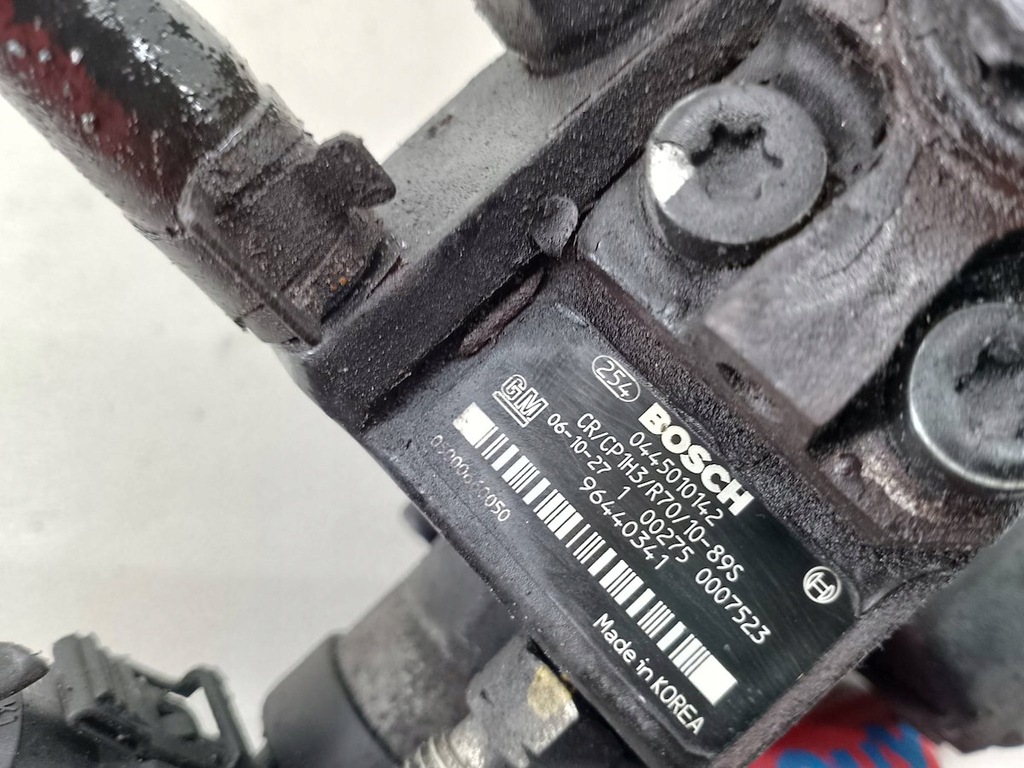 254 BOSCH
0445010142
CR/CP1H3/R70/10-89S
GM 06-10-27 1 00275 0007523
96440341
Made in KOREA